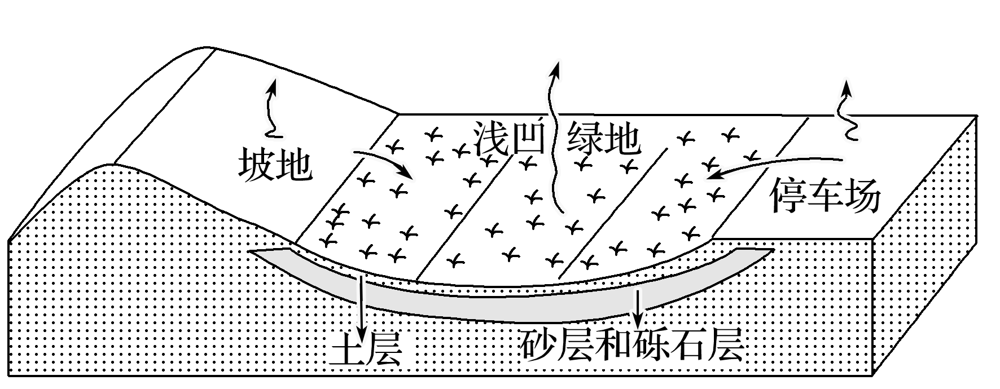 浅凹 绿地
坡地
停车场
土层
砂层和砾石层